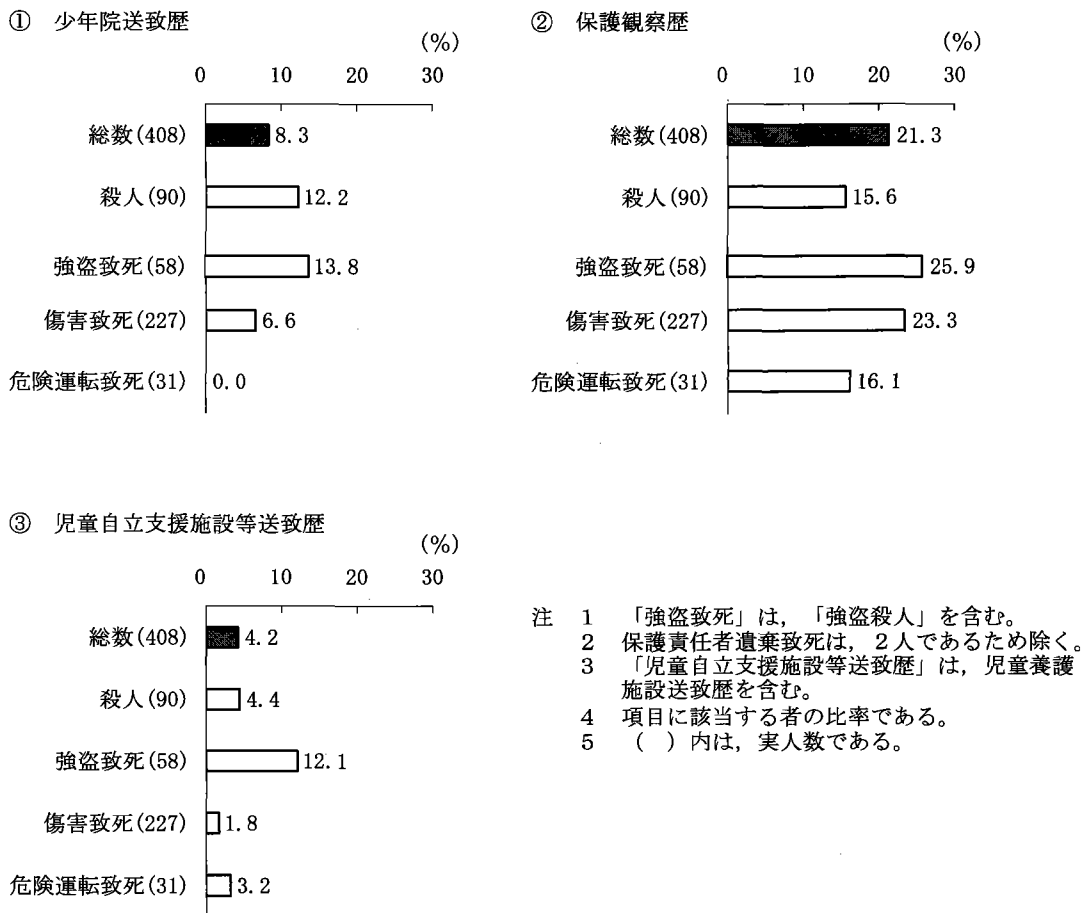 ① 少年院送致歴
(%)
0 10 20 30
総数(408) 8.3
殺人(90) 12.2
強盗致死(58) 13.8
傷害致死(227) 6.6
危険運転致死(31) 0.0
② 保護観察歴
(%)
0 10 20 30
総数(408) 21.3
殺人(90) 15.6
強盗致死(58) 25.9
傷害致死(227) 23.3
危険運転致死(31) 16.1
③ 児童自立支援施設等送致歴
(%)
0 10 20 30
総数(408) 4.2
殺人(90) 4.4
強盗致死(58) 12.1
傷害致死(227) 1.8
危険運転致死(31) 3.2
注 1 「強盗致死」は，「強盗殺人」を含む。
2 保護責任者遺棄致死は，2人であるため除く。
3 「児童自立支援施設等送致歴」は，児童養護
施設送致歴を含む。
4 項目に該当する者の比率である。
5 （ ）内は，実人数である。